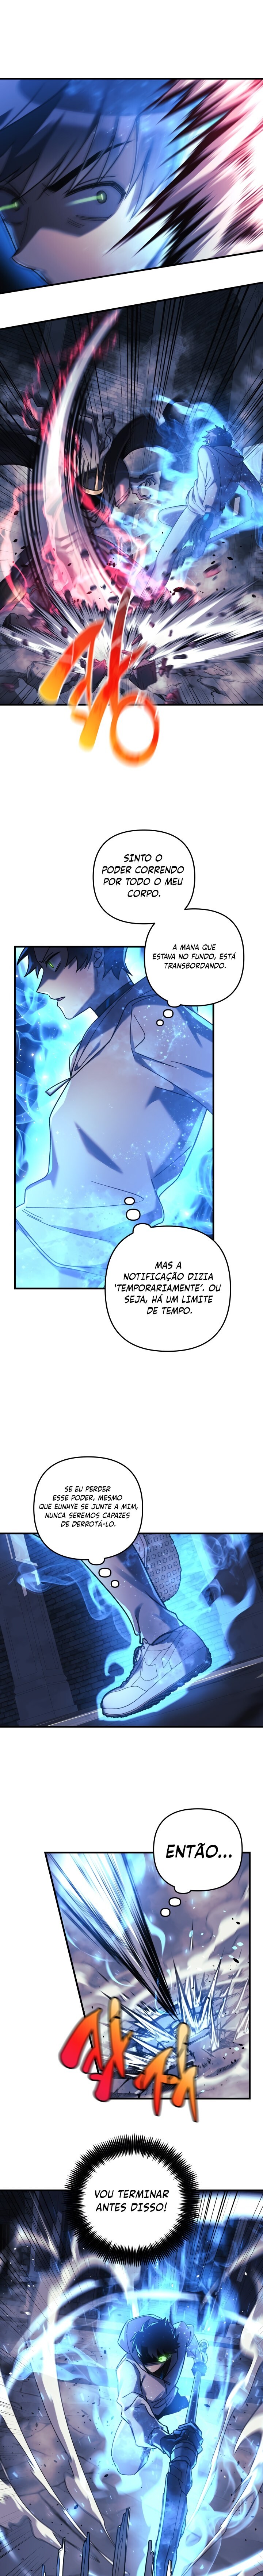 SINTO O
PODER CORRENDO
POR TODO O MEU
CORPO.
A MANA QUE
ESTAVA NO FUNDO, ESTÁ
TRANSBORDANDO.
MAS A
NOTIFICAÇÃO DIZIA
'TEMPORARIAMENTE'. OU
SEJA, HÁ UM LIMITE
DE TEMPO.
SE EU PERDER
ESSE PODER, MESMO
QUE EUNHYE SE JUNTE A MIM,
NUNCA SEREMOS CAPAZES
DE DERROTÁ-LO.
ENTÃO...
VOU TERMINAR
ANTES DISSO!